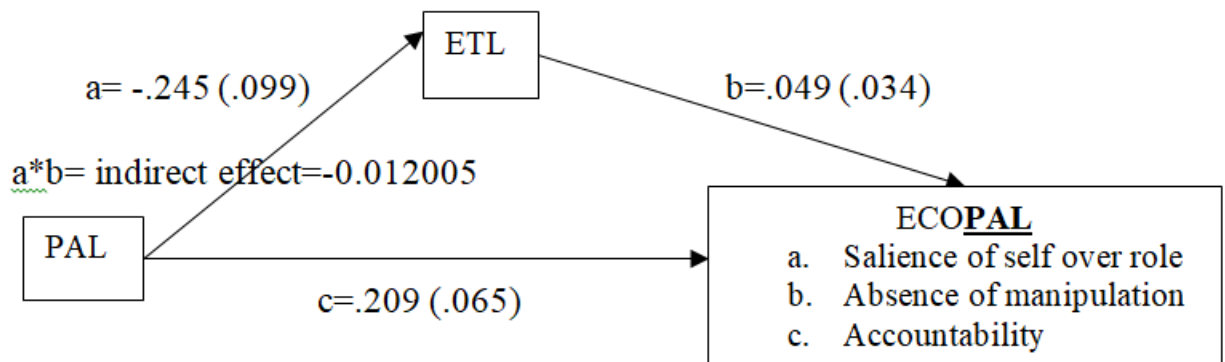 ETL
a= -.245 (.099)
b=.049 (.034)
a*b= indirect effect=-0.012005
PAL
ECOPAL
a. Salience of self over role
b. Absence of manipulation
c. Accountability
c=.209 (.065)